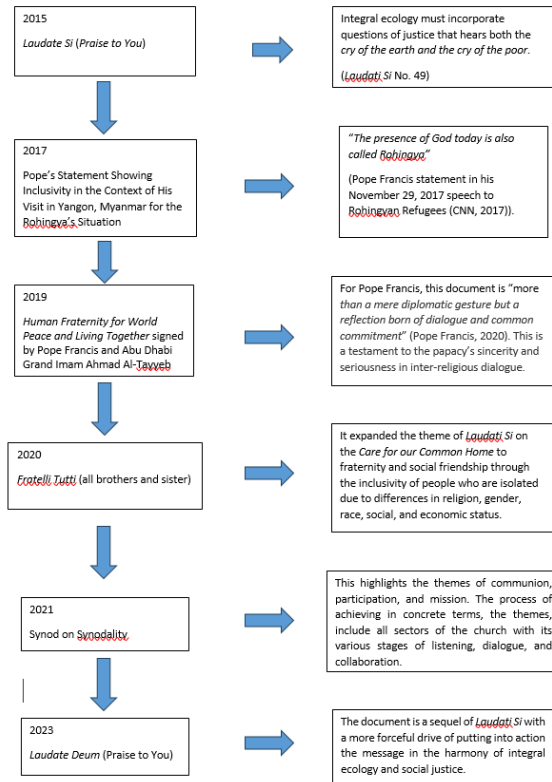 2015
Laudate Si (Praise to You)
Integral ecology must incorporate
questions of justice that hears both the
cry of the earth and the cry of the poor.
(Laudati Si No. 49)
2017
Pope's Statement Showing
Inclusivity in the Context of His
Visit in Yangon, Myanmar for the
Rohingya's Situation
"The presence of God today is also
called Rohingya"
(Pope Francis statement in his
November 29, 2017 speech to
Rohingyan Refugees (CNN, 2017)).
2019
Human Fraternity for World
Peace and Living Together signed
by Pope Francis and Abu Dhabi
Grand Imam Ahmad Al-Tayyeb
For Pope Francis, this document is "more
than a mere diplomatic gesture but a
reflection born of dialogue and common
commitment" (Pope Francis, 2020). This is
a testament to the papacy's sincerity and
seriousness in inter-religious dialogue.
2020
Fratelli Tutti (all brothers and sister)
It expanded the theme of Laudati Si on
the Care for our Common Home to
fraternity and social friendship through
the inclusivity of people who are isolated
due to differences in religion, gender,
race, social, and economic status.
2021
Synod on Synodality
This highlights the themes of communion,
participation, and mission. The process of
achieving in concrete terms, the themes,
include all sectors of the church with its
various stages of listening, dialogue, and
collaboration.
2023
Laudate Deum (Praise to You)
The document is a sequel of Laudati Si with
a more forceful drive of putting into action
the message in the harmony of integral
ecology and social justice.